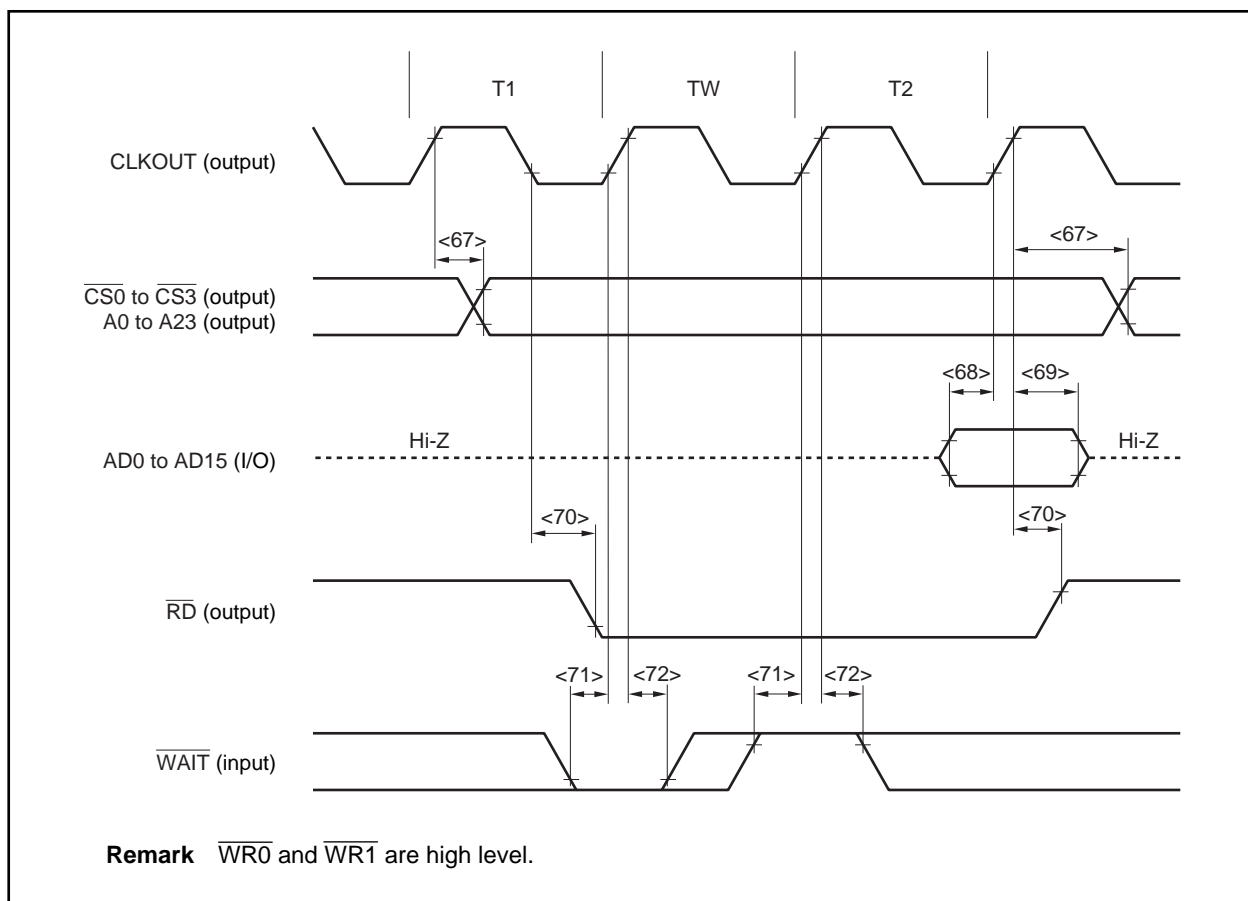 T1 TW T2
CLKOUT (output)
<67> <67>
CS0 to CS3 (output)
A0 to A23 (output)
<68> <69>
Hi-Z Hi-Z
AD0 to AD15 (I/O)
<70> <70>
RD (output)
<71> <72> <71> <72>
WAIT (input)
Remark WR0 and WR1 are high level.